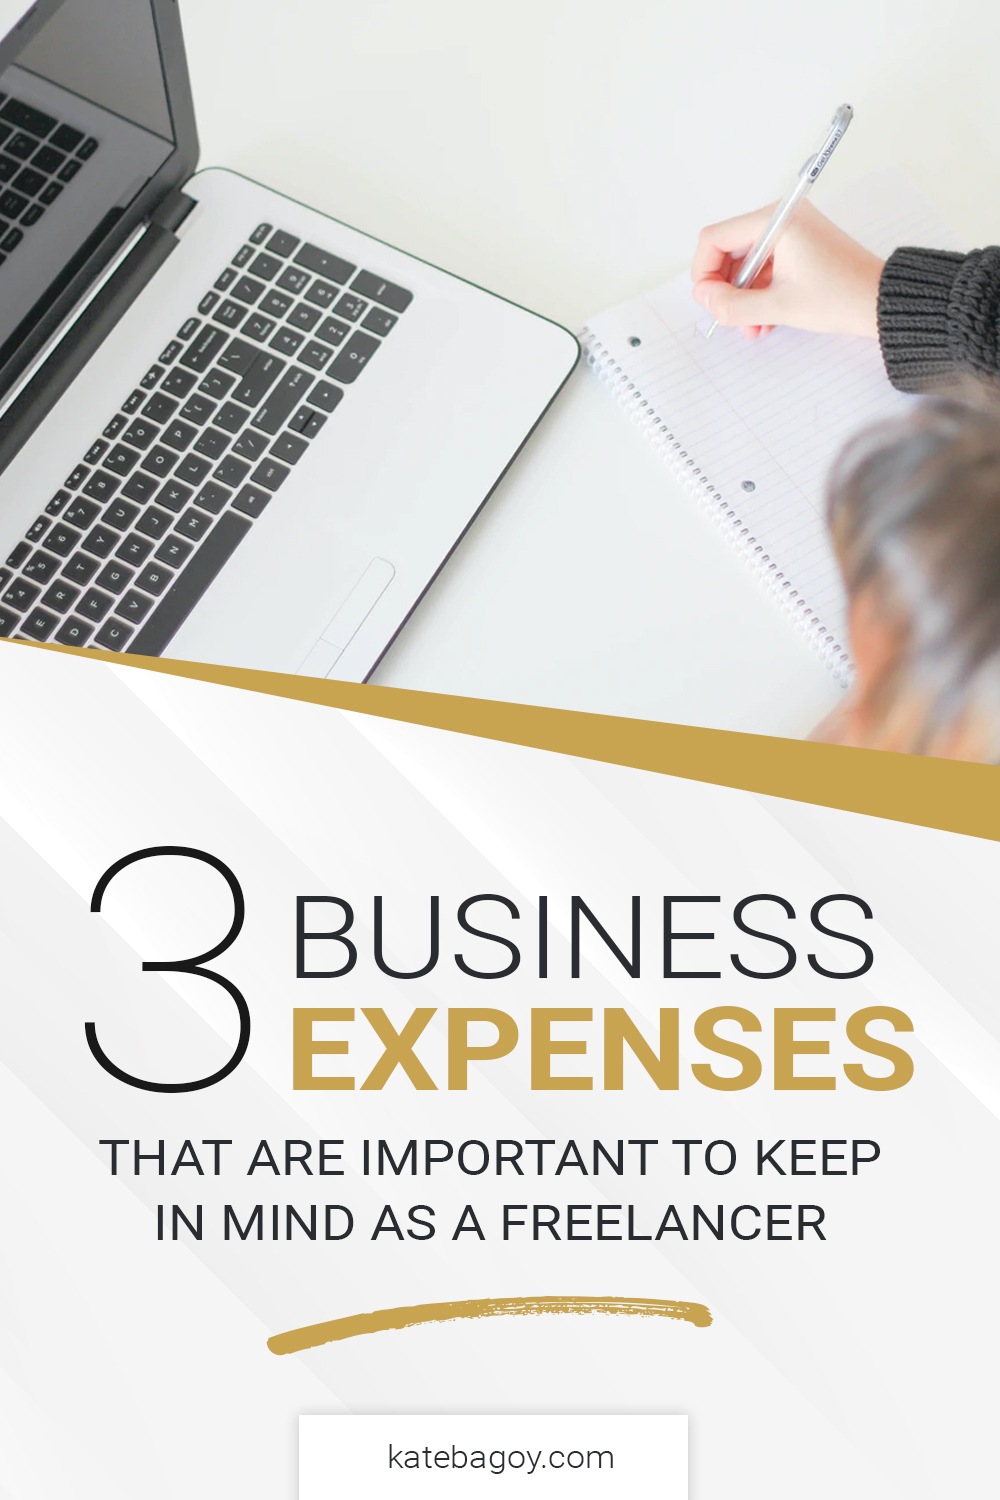 3 BUSINESS
EXPENSES
THAT ARE IMPORTANT TO KEEP
IN MIND AS A FREELANCER
katebagoy.com